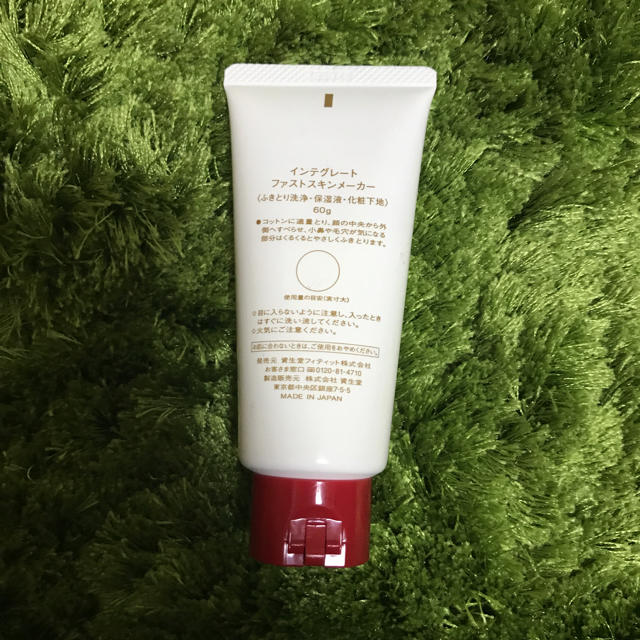 インテグレート
ファストスキンメーカー
(ふきとり洗浄・保湿液・化粧下地)
60g
●コットンに適量とり、顔の中央から外
側へすべらせ、小鼻や毛穴が気になる
部分はくるくるとやさしくふきとります。
使用量の目安(実寸大)
○目に入らないように注意し、入ったとき
はすぐに洗い流してください。
○火気にご注意ください。
お肌に合わないときは、ご使用をおやめください。
発売元 資生堂フィティット株式会社
お客さま窓口 0120-81-4710
製造販売元 株式会社 資生堂
東京都中央区銀座7-5-5
MADE IN JAPAN